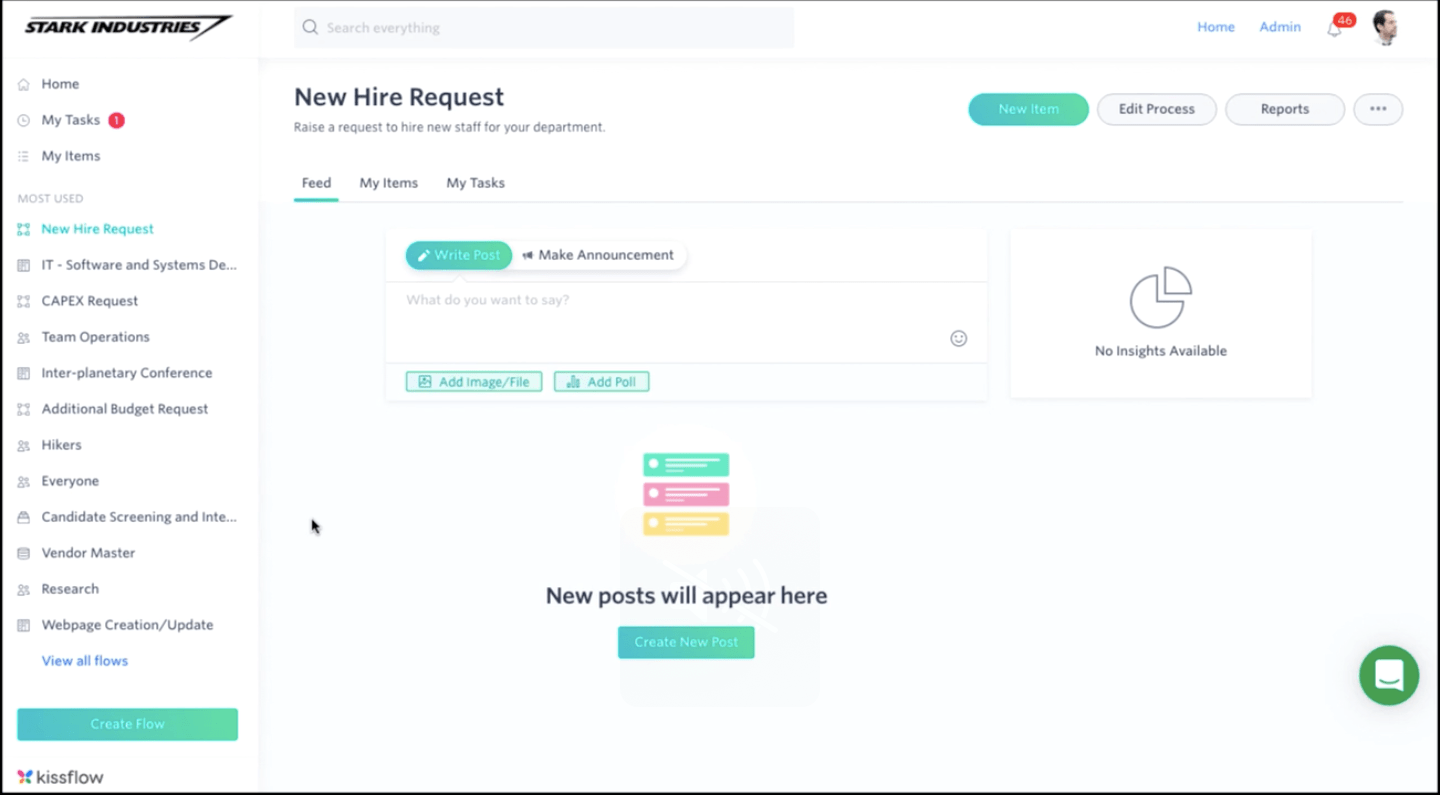 STARK INDUSTRIES
Search everything
Home
Admin
46
Home
My Tasks 1
My Items
MOST USED
New Hire Request
IT - Software and Systems De...
CAPEX Request
Team Operations
Inter-planetary Conference
Additional Budget Request
Hikers
Everyone
Candidate Screening and Inte...
Vendor Master
Research
Webpage Creation/Update
View all flows
Create Flow
kissflow
New Hire Request
Raise a request to hire new staff for your department.
New Item
Edit Process
Reports
Feed
My Items
My Tasks
Write Post
Make Announcement
What do you want to say?
Add Image/File
Add Poll
No Insights Available
New posts will appear here
Create New Post